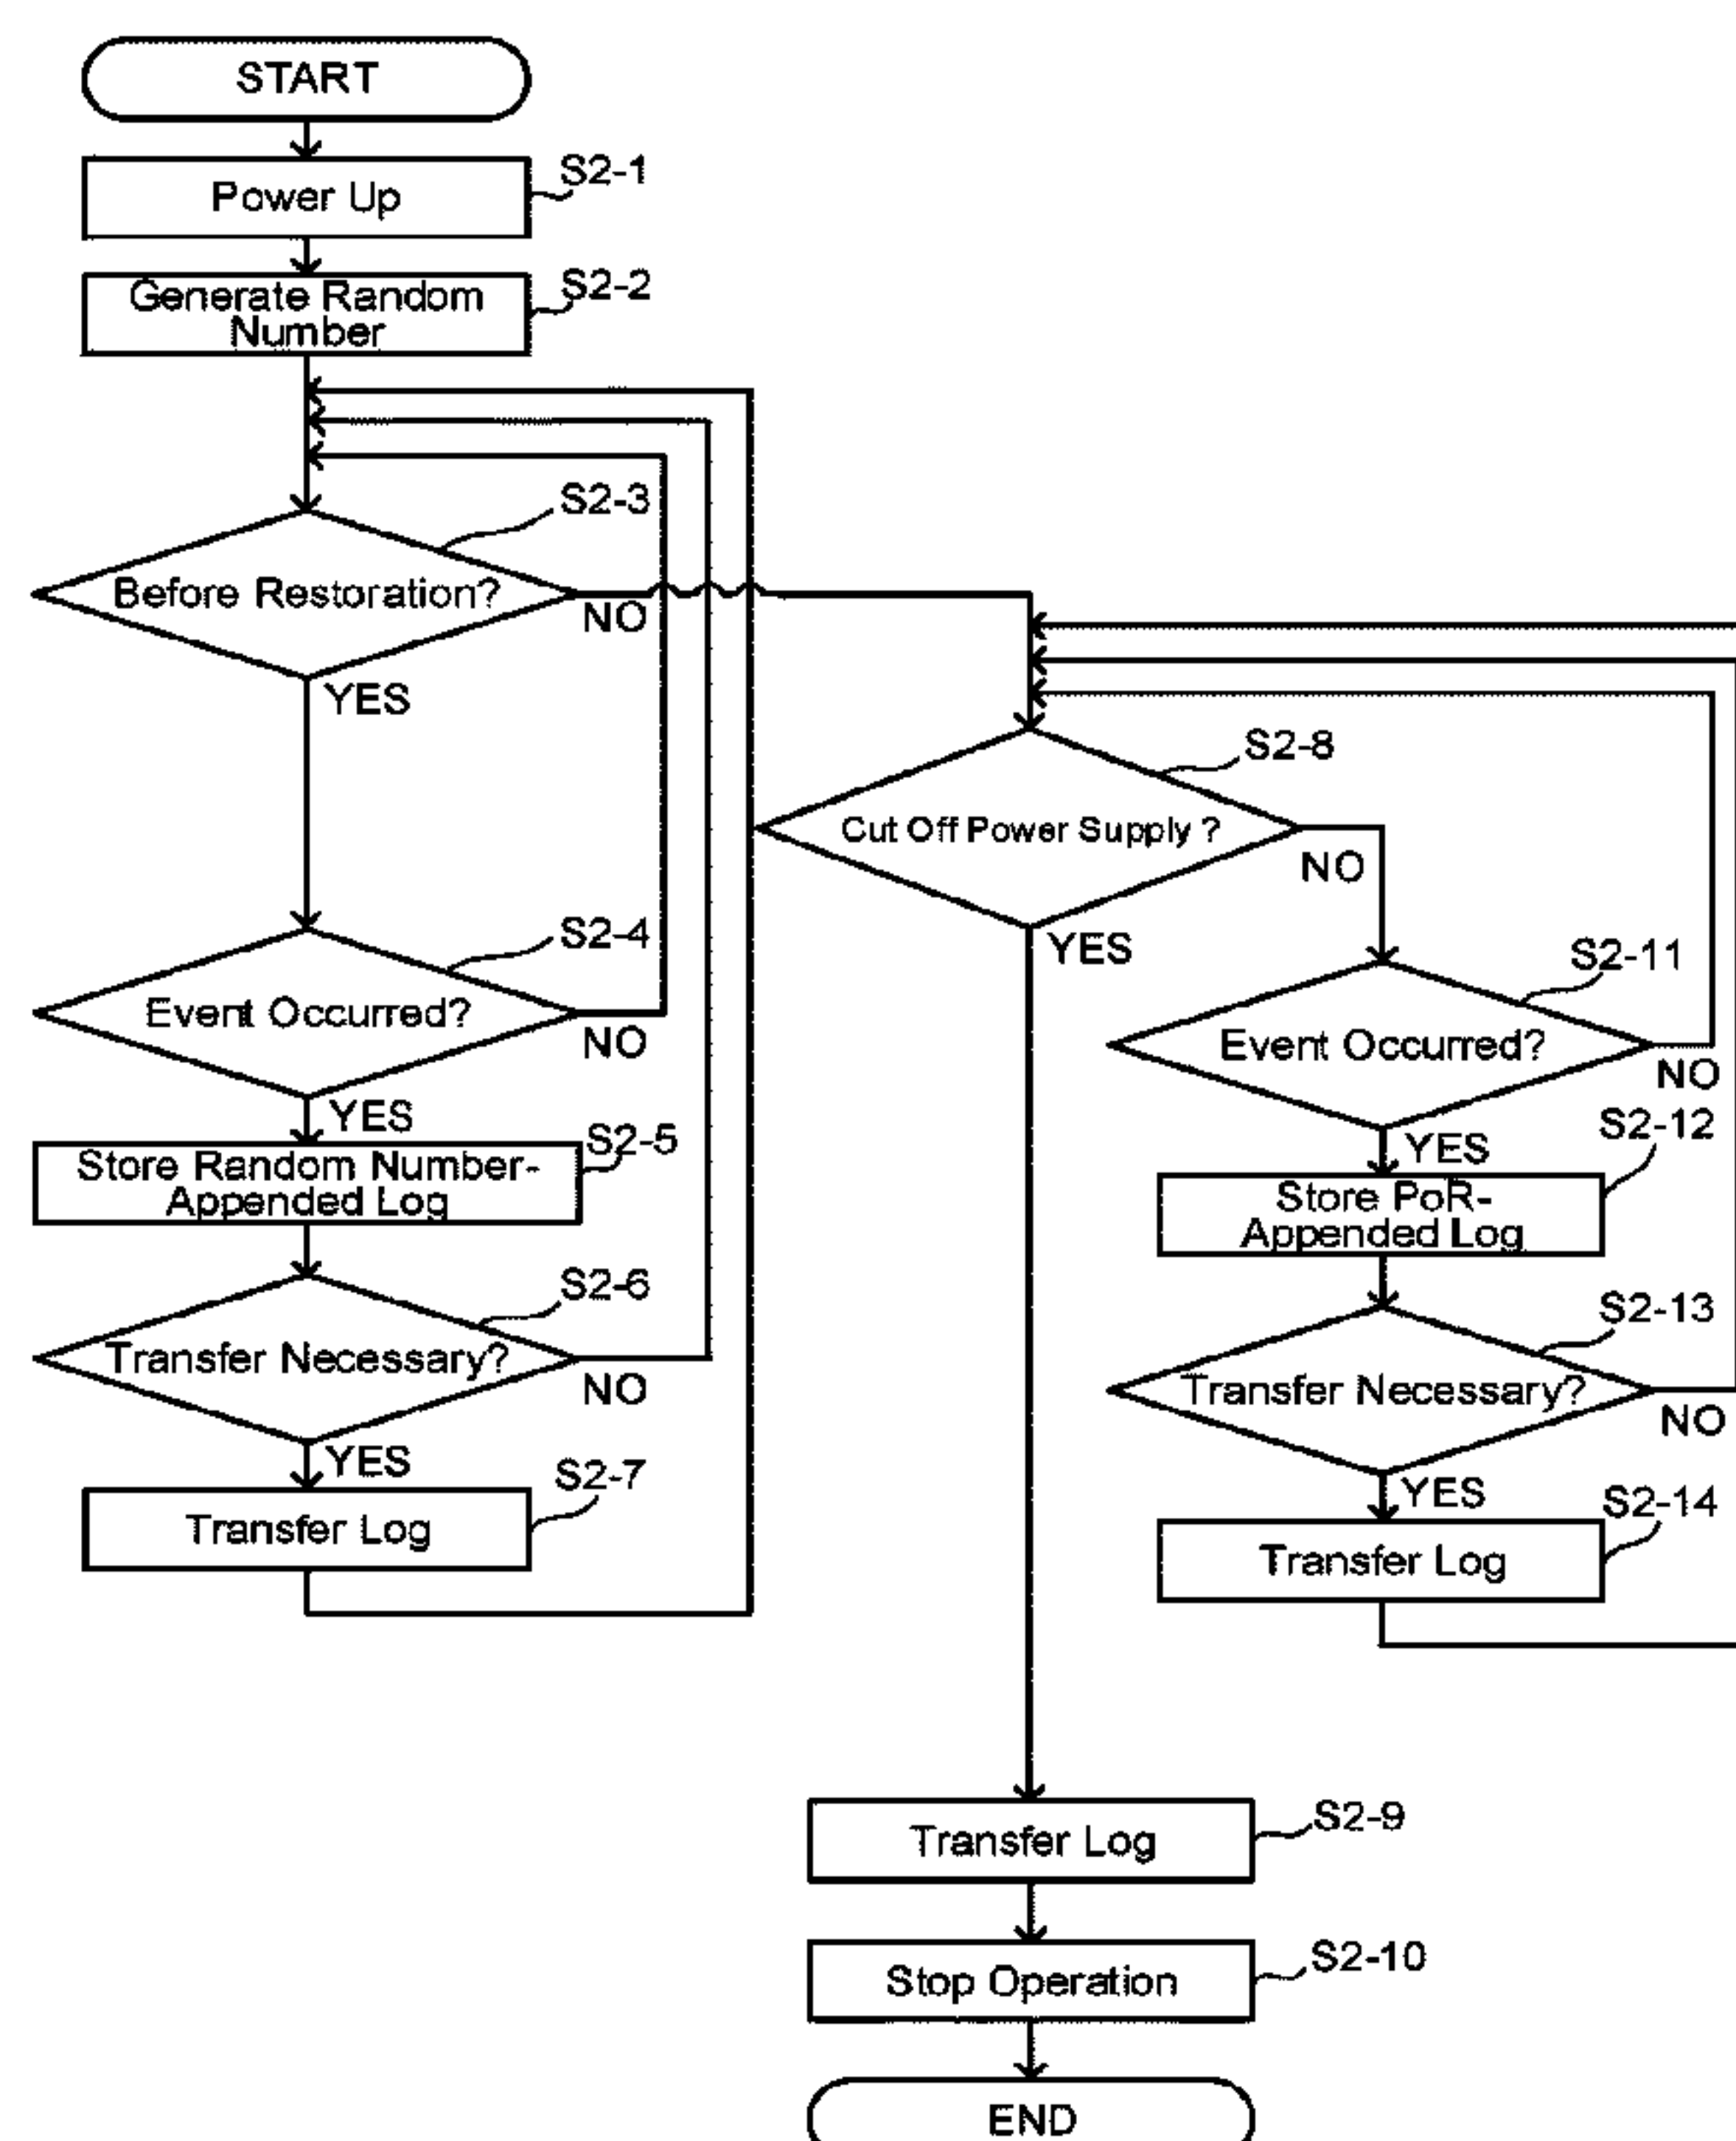 START
Power Up
S2-1
Generate Random
Number
S2-2
Before Restoration?
S2-3
NO
YES
Event Occurred?
S2-4
NO
YES
Store Random Number-
Appended Log
S2-5
Transfer Necessary?
S2-6
NO
YES
Transfer Log
S2-7
Cut Off Power Supply ?
S2-8
NO
YES
Event Occurred?
S2-11
NO
YES
Store PoR-
Appended Log
S2-12
Transfer Necessary?
S2-13
NO
YES
Transfer Log
S2-14
Transfer Log
S2-9
Stop Operation
S2-10
END